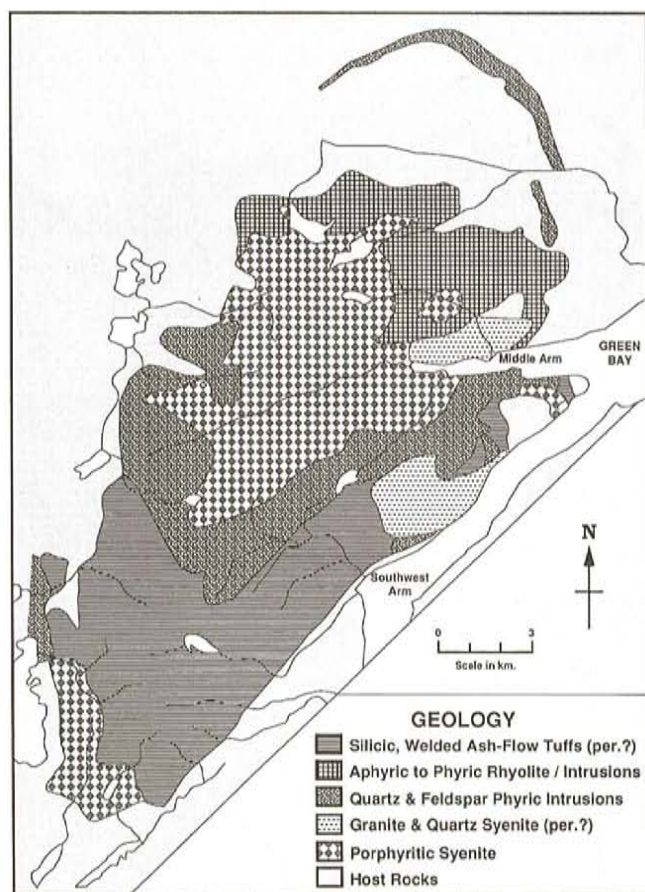 GREEN
BAY
Middle Arm
N
Southwest
Arm
0 3
Scale in km.
GEOLOGY
Silicic, Welded Ash-Flow Tuffs (per.?)
Aphyric to Phyric Rhyolite / Intrusions
Quartz & Feldspar Phyric Intrusions
Granite & Quartz Syenite (per.?)
Porphyritic Syenite
Host Rocks